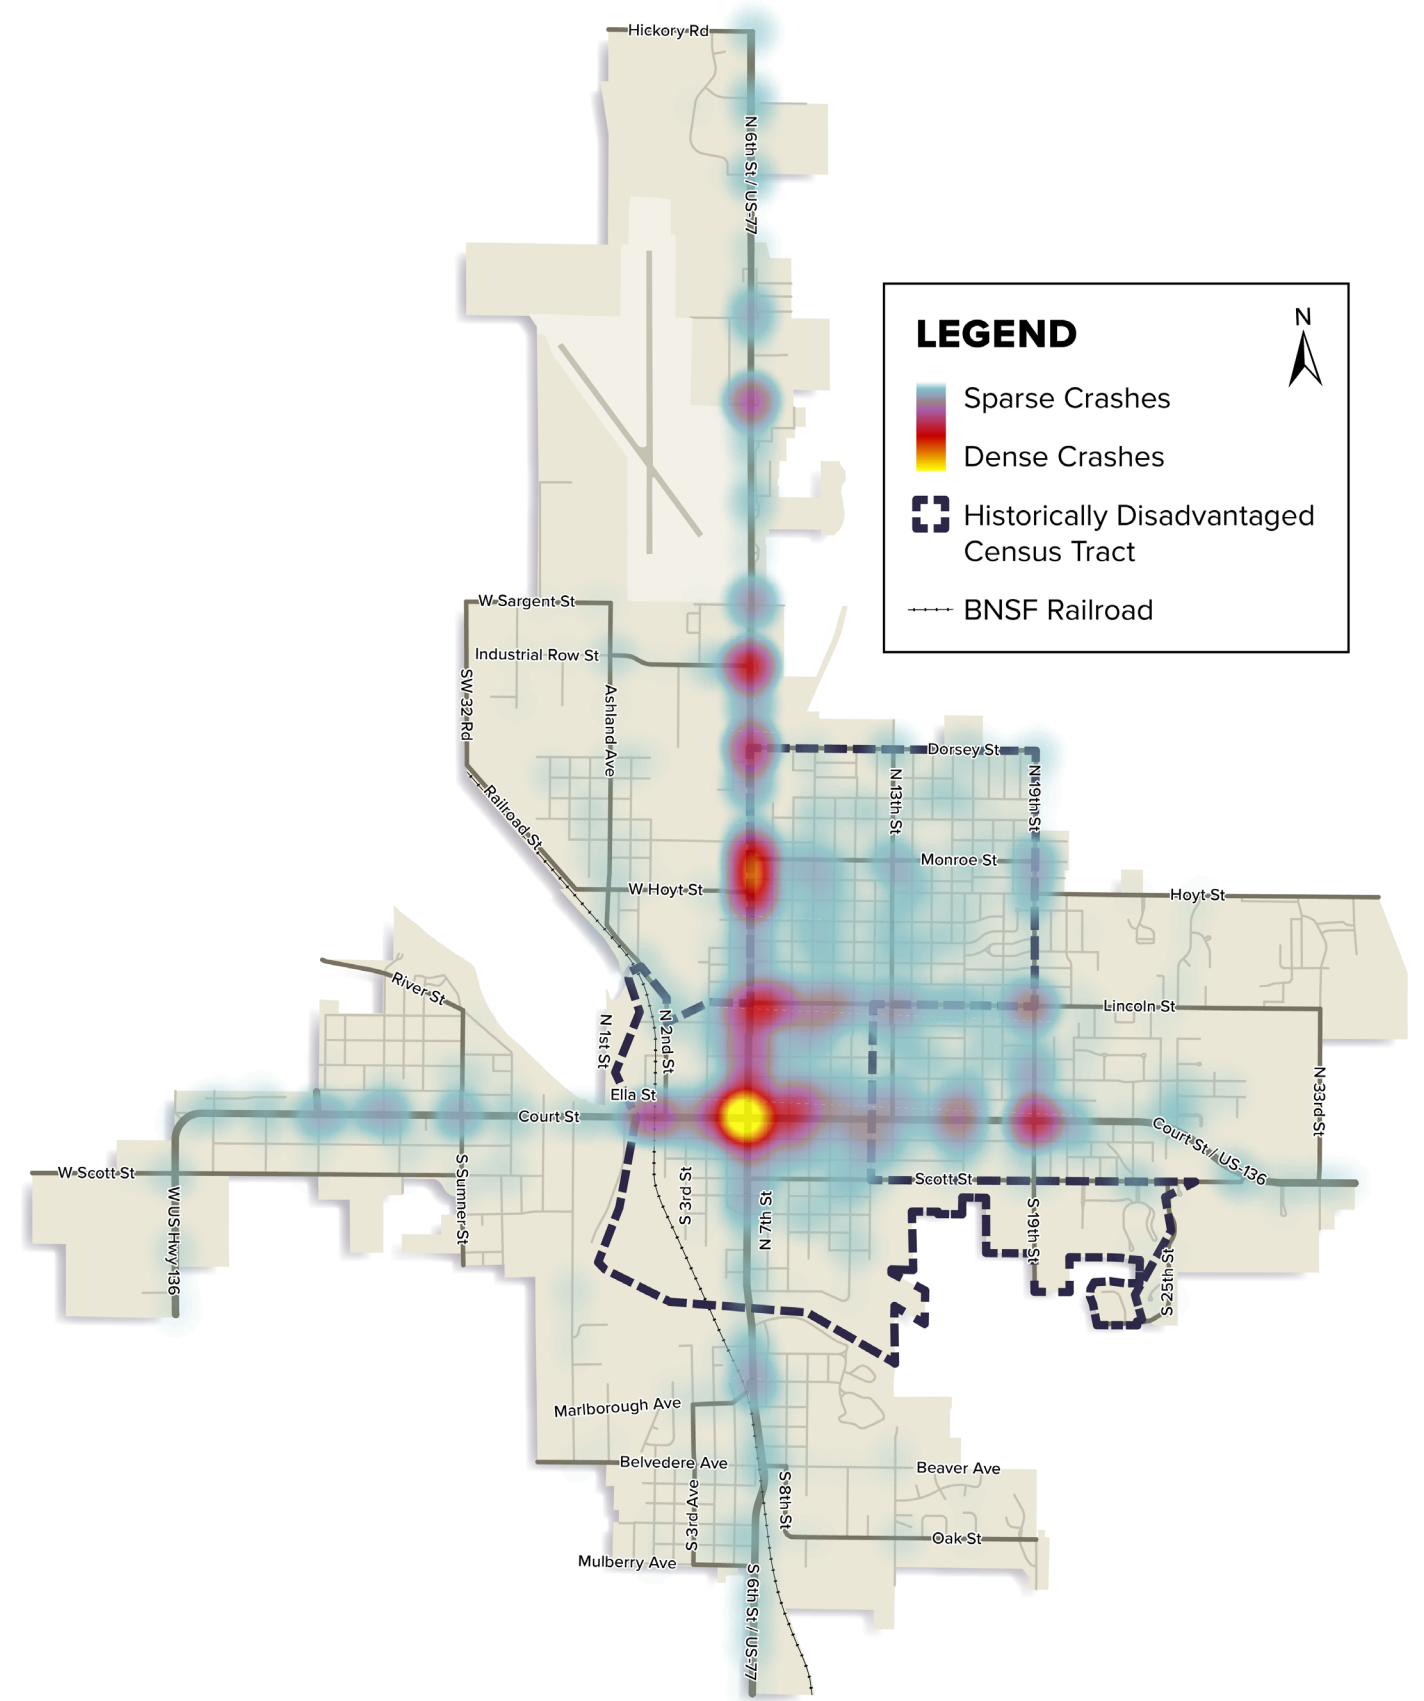 Hickory Rd
N 6th St / US-77
N
LEGEND
Sparse Crashes
Dense Crashes
Historically Disadvantaged
Census Tract
BNSF Railroad
W Sargent St
Industrial Row St
SW 32 Rd
Ashland Ave
Dorsey St
N 13th St
N 19th St
Railroad St
Monroe St
W Hoyt St
Hoyt St
River St
Lincoln St
N 1st St
N 2nd St
Ella St
N 33rd St
Court St
Court St / US-136
W Scott St
S Sumner St
S 3rd St
Scott St
W US Hwy 136
N 7th St
S 19th St
S 25th St
Marlborough Ave
Belvedere Ave
Beaver Ave
S 3rd Ave
S 8th St
Oak St
Mulberry Ave
S 6th St / US-77